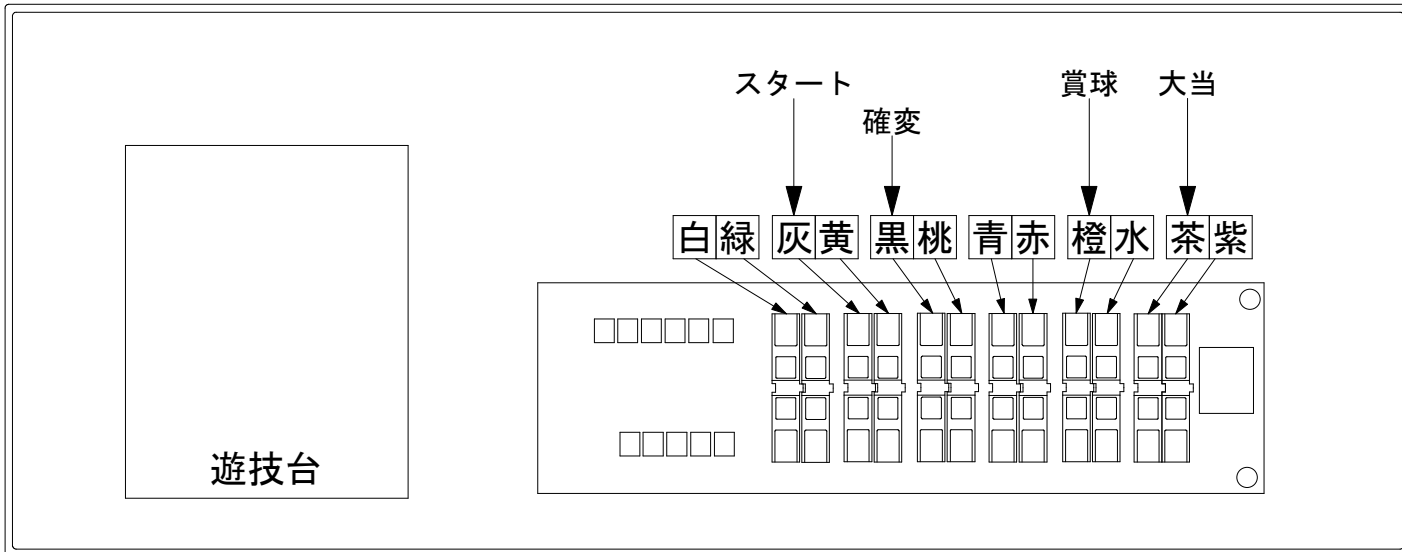 スタート
賞球
大当
確変
白緑 灰黄 黒桃 青赤 橙水 茶紫
遊技台